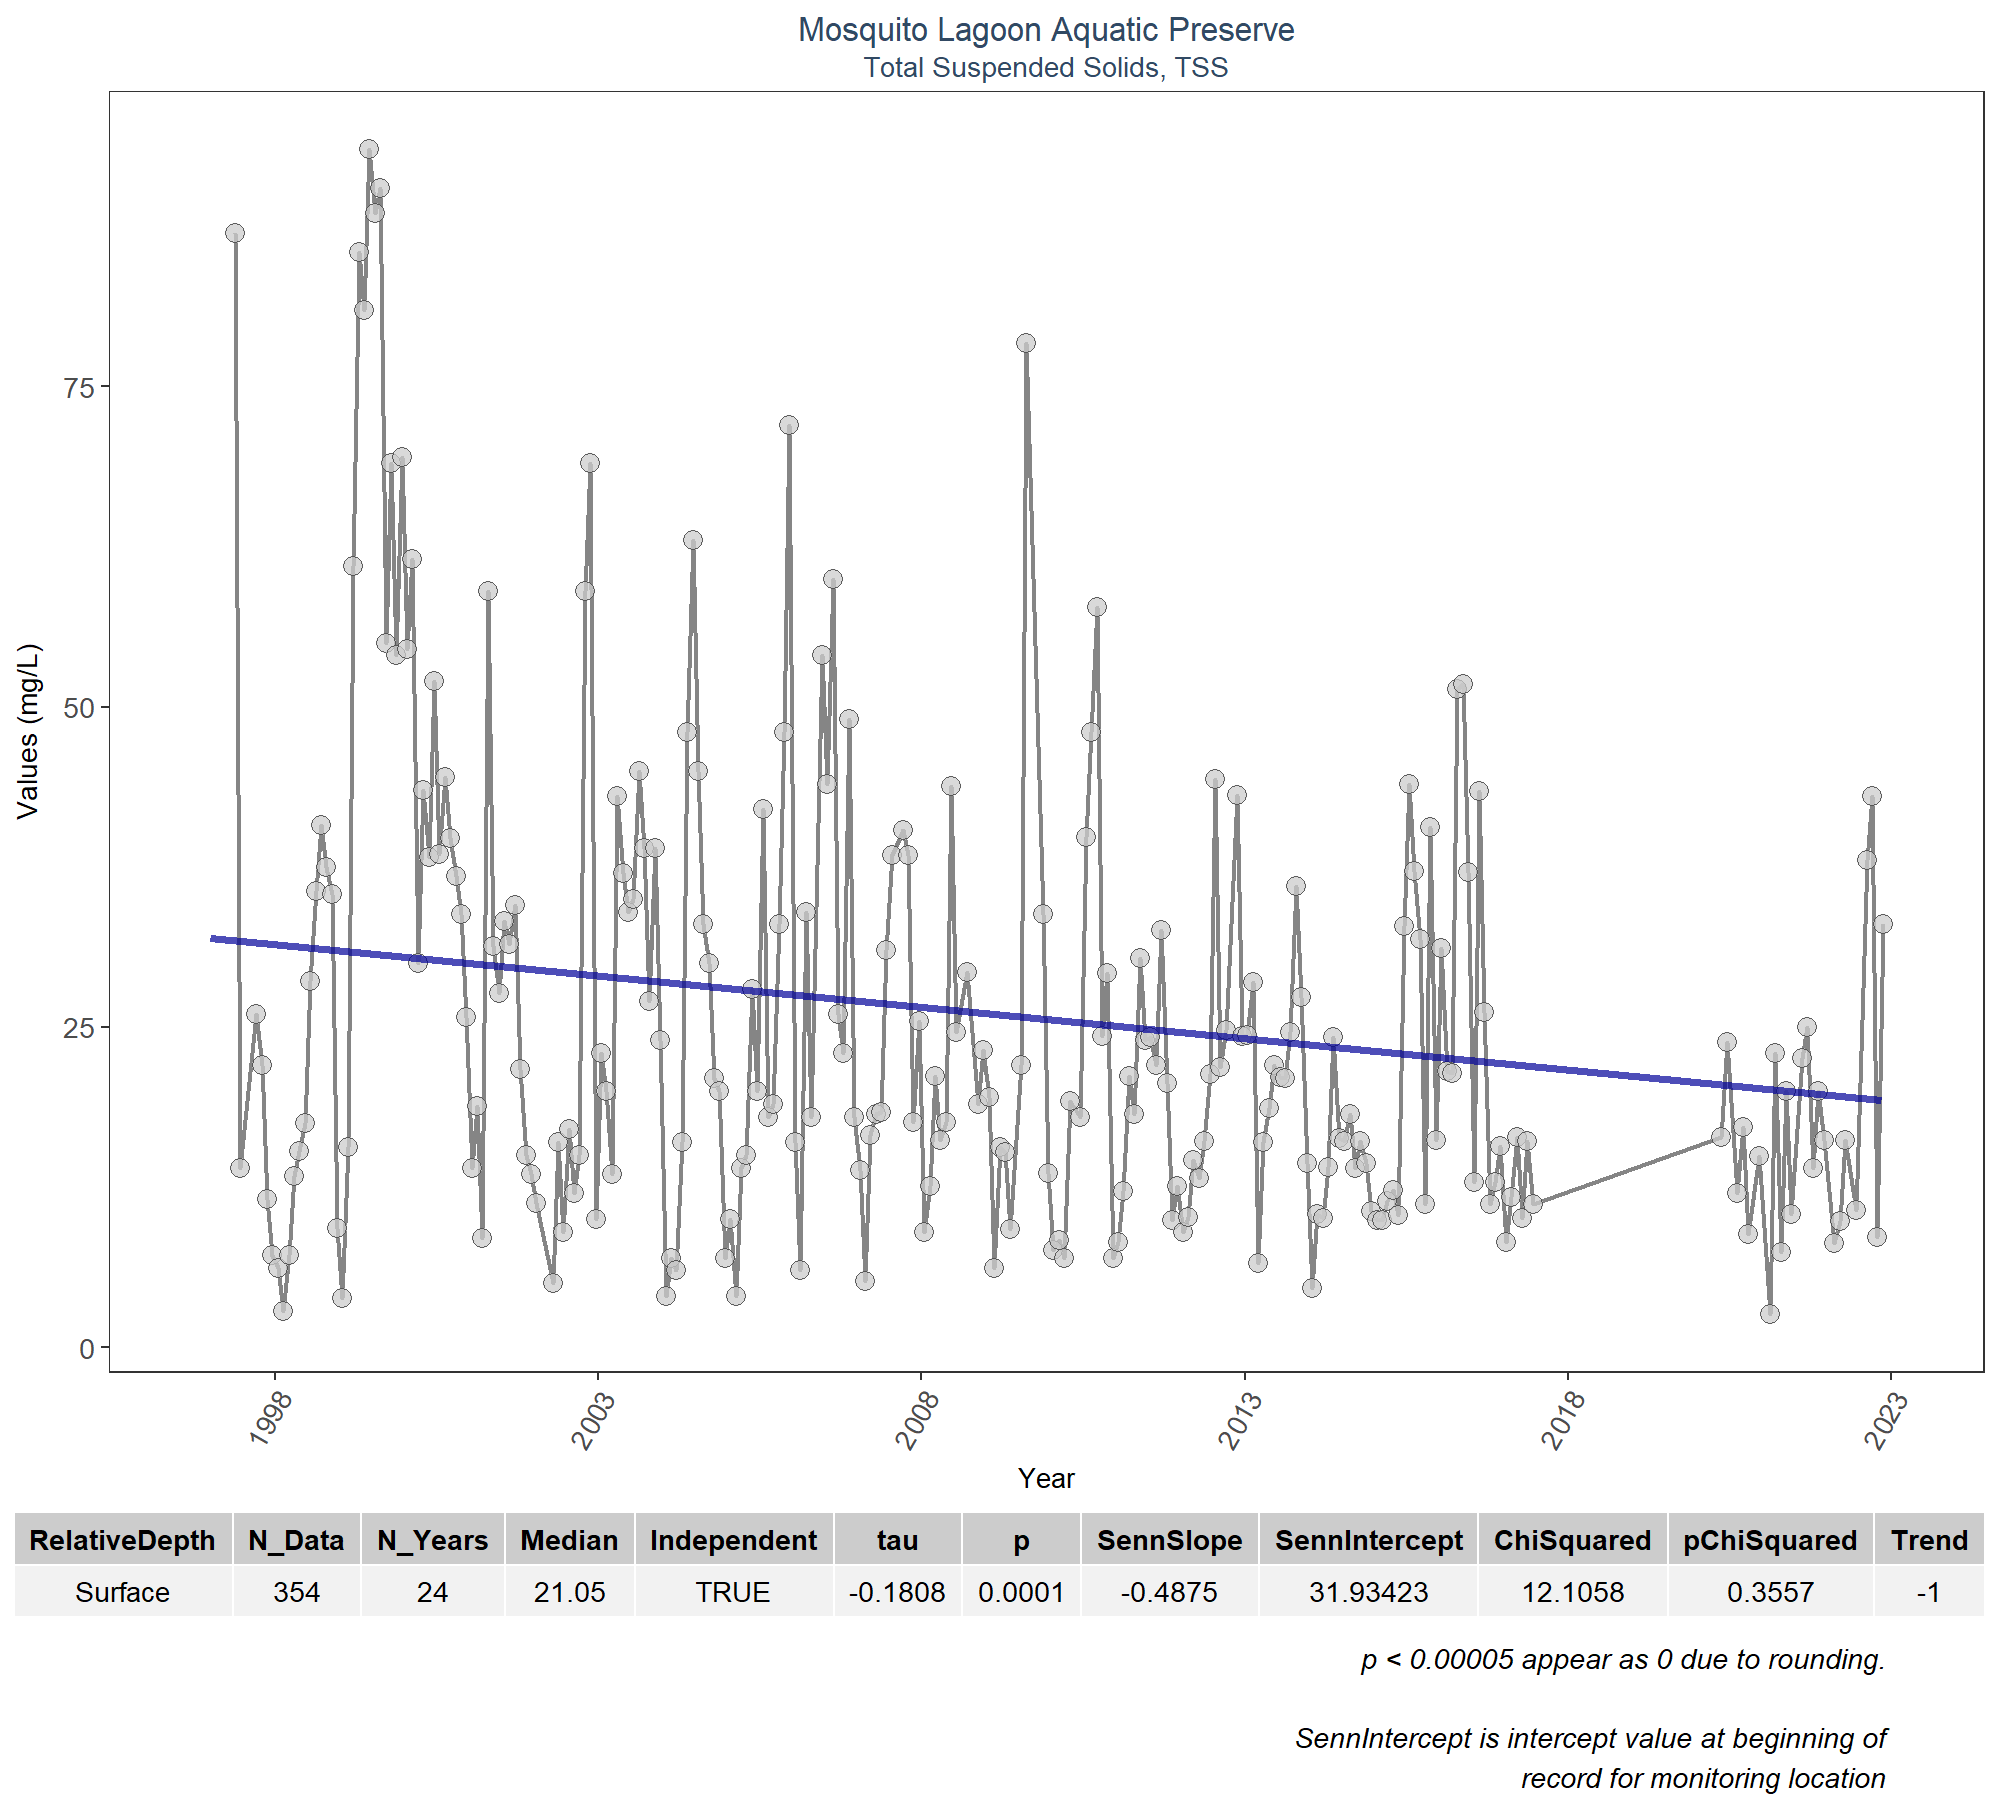 Mosquito Lagoon Aquatic Preserve
Total Suspended Solids, TSS
Values (mg/L)
75
50
25
0
1998 2003 2008 2013 2018 2023
Year
RelativeDepth N_Data N_Years Median Independent tau p SennSlope SennIntercept ChiSquared pChiSquared Trend
Surface 354 24 21.05 TRUE -0.1808 0.0001 -0.4875 31.93423 12.1058 0.3557 -1
p < 0.00005 appear as 0 due to rounding.
SennIntercept is intercept value at beginning of
record for monitoring location